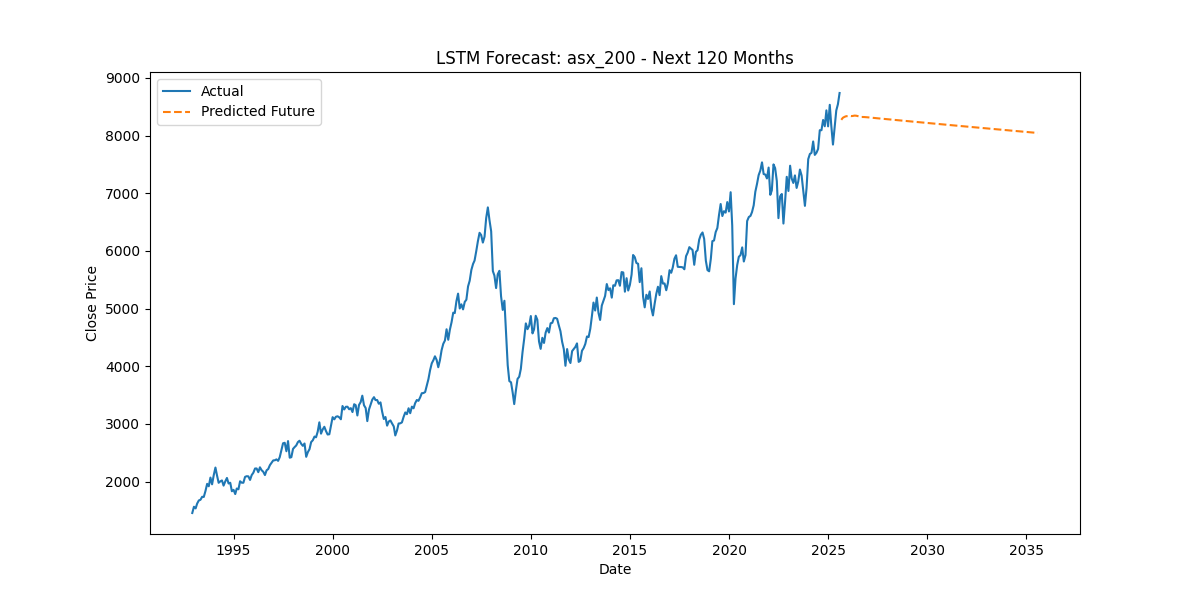 LSTM Forecast: asx_200 - Next 120 Months
Actual
Predicted Future
Close Price
9000
8000
7000
6000
5000
4000
3000
2000
1995 2000 2005 2010 2015 2020 2025 2030 2035
Date